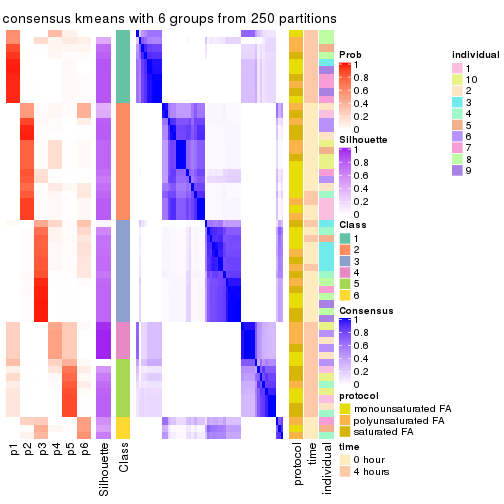 consensus kmeans with 6 groups from 250 partitions
Prob
1
0.8
0.6
0.4
0.2
0
Silhouette
1
0.8
0.6
0.4
0.2
0
Class
1
2
3
4
5
6
Consensus
1
0.8
0.6
0.4
0.2
0
protocol
monounsaturated FA
polyunsaturated FA
saturated FA
time
0 hour
4 hours
individual
1
10
2
3
4
5
6
7
8
9
p1
p2
p3
p4
p5
p6
Silhouette
Class
protocol
time
individual